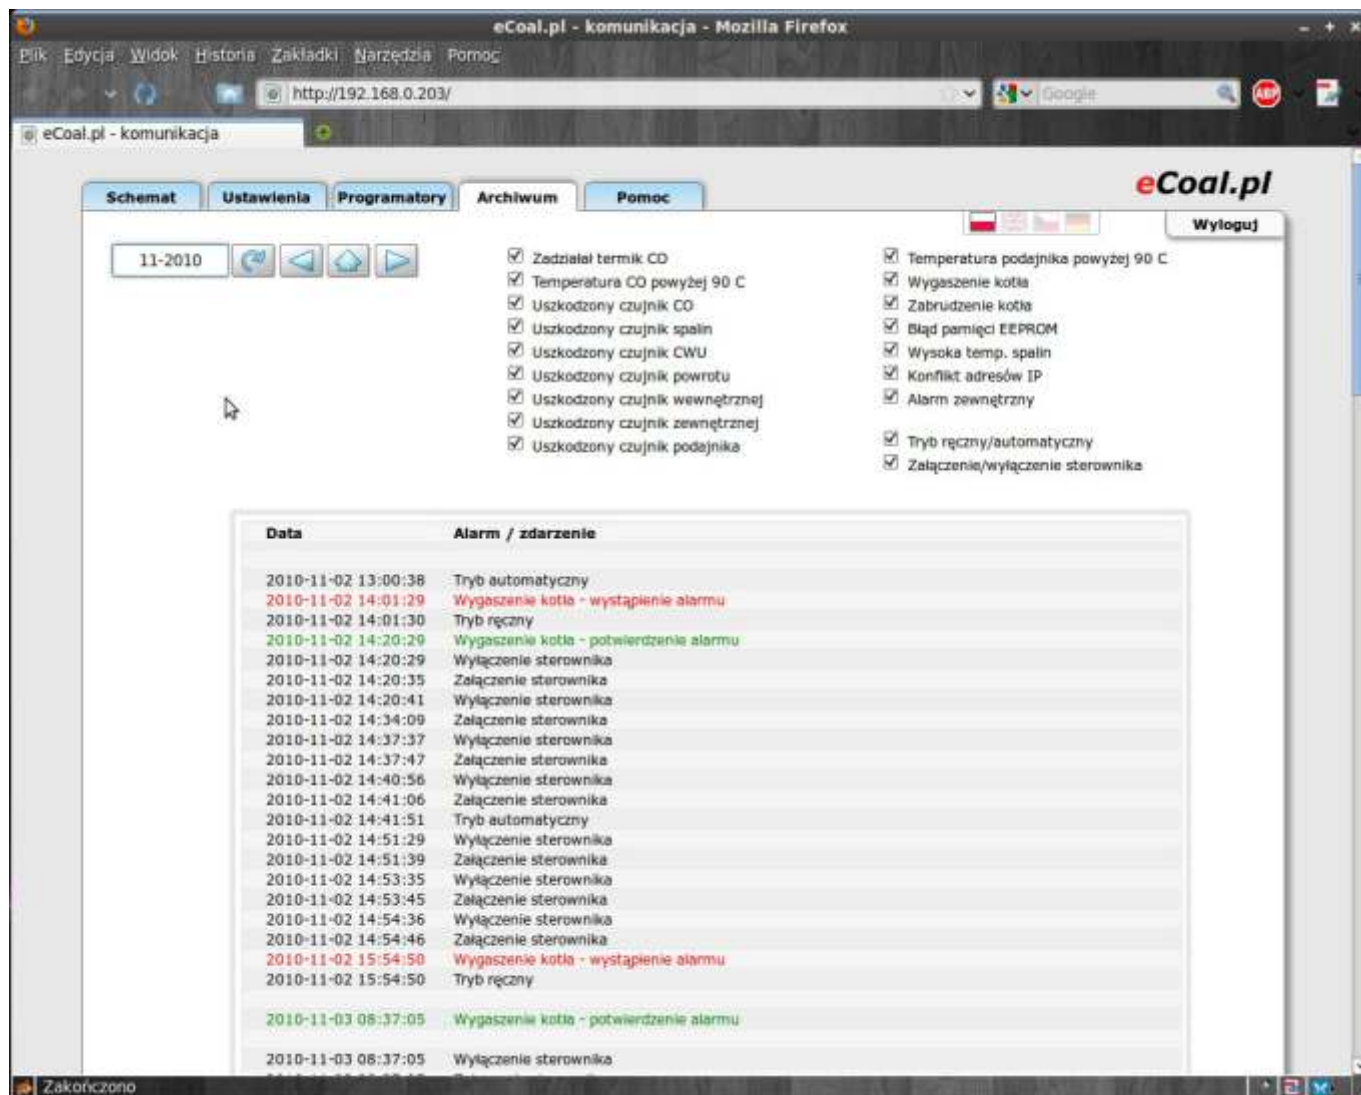 eCoal.pl - komunikacja - Mozilla Firefox
Plik Edycja Widok Historia Zakładki Narzędzia Pomoc
http://192.168.0.203/
Google
ABP
eCoal.pl - komunikacja
eCoal.pl
Schemat Ustawienia Programatory Archiwum Pomoc
Wyloguj
11-2010
Zadziałał termik CO
Temperatura CO powyżej 90 C
Uszkodzony czujnik CO
Uszkodzony czujnik spalin
Uszkodzony czujnik CWU
Uszkodzony czujnik powrotu
Uszkodzony czujnik wewnętrznej
Uszkodzony czujnik zewnętrznej
Uszkodzony czujnik podajnika
Temperatura podajnika powyżej 90 C
Wygaszenie kotła
Zabrudzenie kotła
Błąd pamięci EEPROM
Wysoka temp. spalin
Konflikt adresów IP
Alarm zewnętrzny
Tryb ręczny/automatyczny
Załączenie/wyłączenie sterownika
Data Alarm / zdarzenie
2010-11-02 13:00:38 Tryb automatyczny
2010-11-02 14:01:29 Wygaszenie kotła - wystąpienie alarmu
2010-11-02 14:01:30 Tryb ręczny
2010-11-02 14:20:29 Wygaszenie kotła - potwierdzenie alarmu
2010-11-02 14:20:29 Wyłączenie sterownika
2010-11-02 14:20:35 Załączenie sterownika
2010-11-02 14:20:41 Wyłączenie sterownika
2010-11-02 14:34:09 Załączenie sterownika
2010-11-02 14:37:37 Wyłączenie sterownika
2010-11-02 14:37:47 Załączenie sterownika
2010-11-02 14:40:56 Wyłączenie sterownika
2010-11-02 14:41:06 Załączenie sterownika
2010-11-02 14:41:51 Tryb automatyczny
2010-11-02 14:51:29 Wyłączenie sterownika
2010-11-02 14:51:39 Załączenie sterownika
2010-11-02 14:53:35 Wyłączenie sterownika
2010-11-02 14:53:45 Załączenie sterownika
2010-11-02 14:54:36 Wyłączenie sterownika
2010-11-02 14:54:46 Załączenie sterownika
2010-11-02 15:54:50 Wygaszenie kotła - wystąpienie alarmu
2010-11-02 15:54:50 Tryb ręczny
2010-11-03 08:37:05 Wygaszenie kotła - potwierdzenie alarmu
2010-11-03 08:37:05 Wyłączenie sterownika
Zakończono